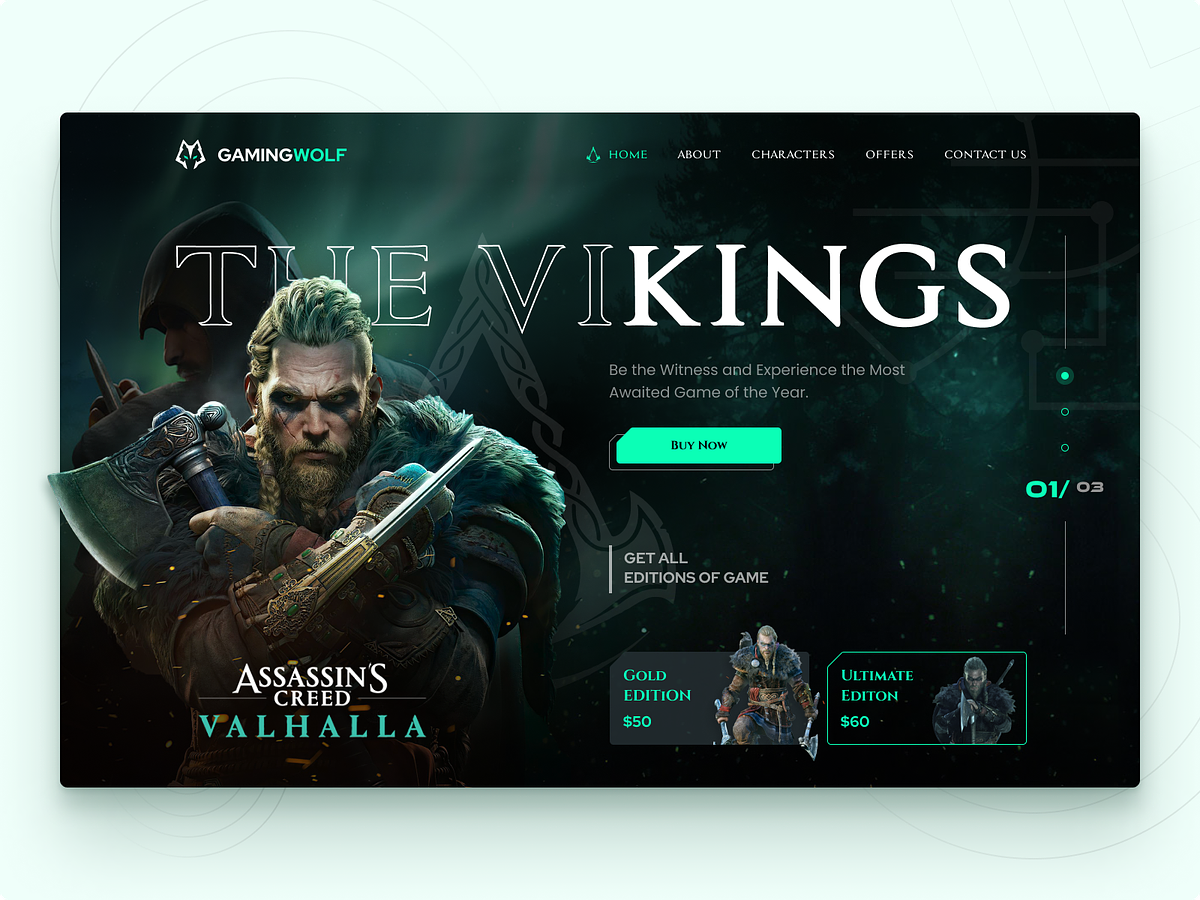 GAMINGWOLF
HOME ABOUT CHARACTERS OFFERS CONTACT US
THE VIKINGS
Be the Witness and Experience the Most
Awaited Game of the Year.
Buy Now
01/ 03
GET ALL
EDITIONS OF GAME
Gold
Edition
$50
Ultimate
Editon
$60
Assassin's
Creed
Valhalla